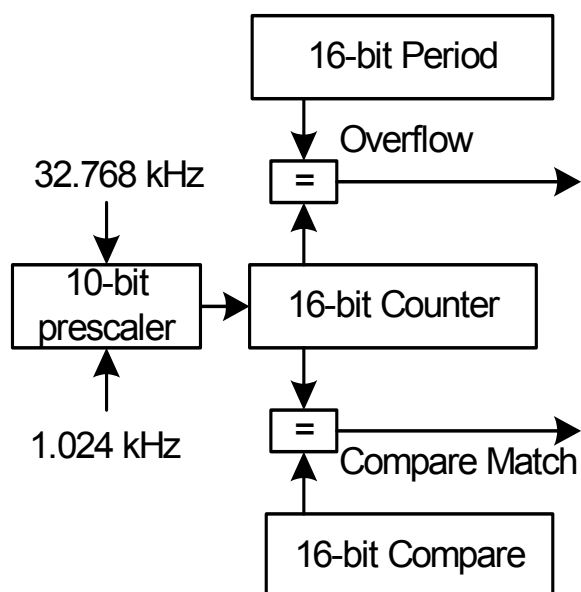 16-bit Period
Overflow
=
32.768 kHz
10-bit
prescaler
16-bit Counter
1.024 kHz
=
Compare Match
16-bit Compare